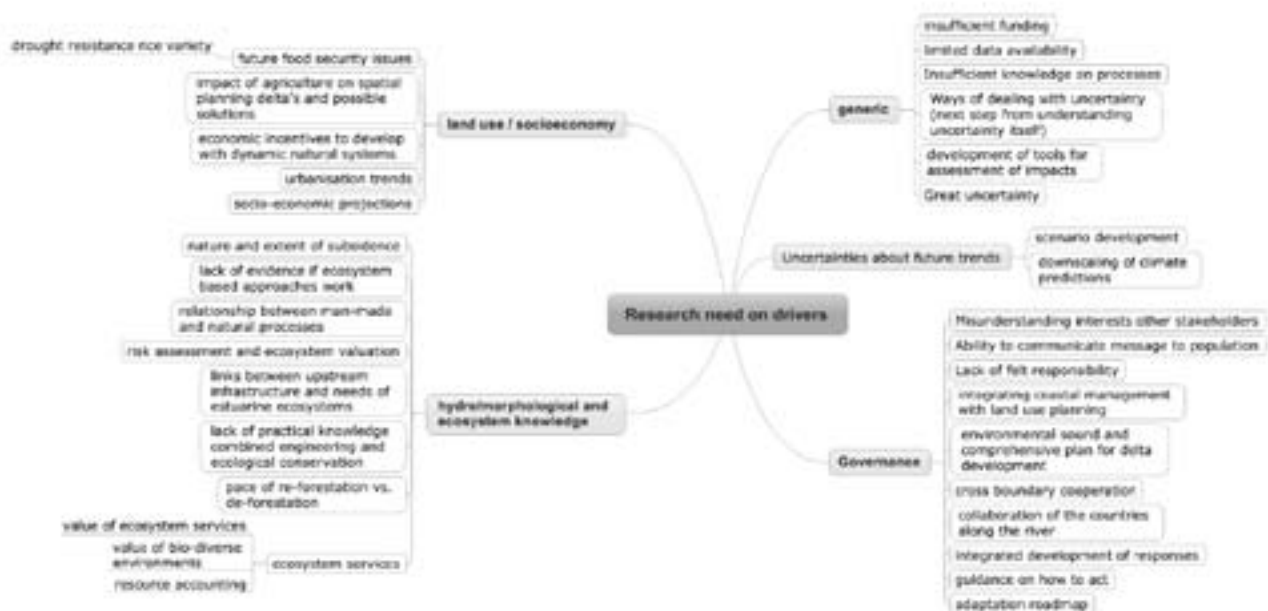 Research need on drivers
land use / socioeconomy
future food security issues
drought resistance rice variety
impact of agriculture on spatial
planning delta's and possible
solutions
economic incentives to develop
with dynamic natural systems
urbanisation trends
socio-economic projections
hydro/morphological and
ecosystem knowledge
nature and extent of subsidence
lack of evidence if ecosystem
based approaches work
relationship between man-made
and natural processes
risk assessment and ecosystem valuation
links between upstream
infrastructure and needs of
estuarine ecosystems
lack of practical knowledge
combined engineering and
ecological conservation
pace of re-forestation vs.
de-forestation
ecosystem services
value of ecosystem services
value of bio-diverse
environments
resource accounting
generic
insufficient funding
limited data availability
Insufficient knowledge on processes
Ways of dealing with uncertainty
(next step from understanding
uncertainty itself)
development of tools for
assessment of impacts
Great uncertainty
Uncertainties about future trends
scenario development
downscaling of climate
predictions
Governance
Misunderstanding interests other stakeholders
Ability to communicate message to population
Lack of felt responsibility
integrating coastal management
with land use planning
environmental sound and
comprehensive plan for delta
development
cross boundary cooperation
collaboration of the countries
along the river
integrated development of responses
guidance on how to act
adaptation roadmap